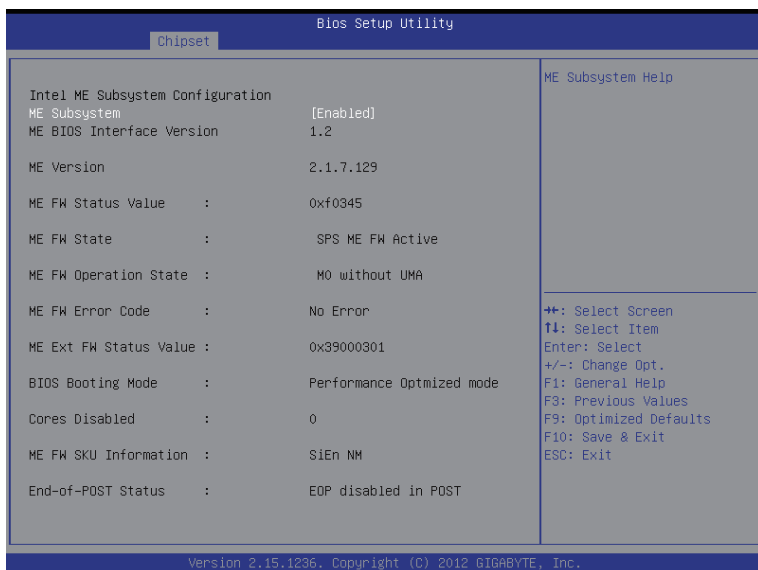 Bios Setup Utility
Chipset
Intel ME Subsystem Configuration
ME Subsystem [Enabled]
ME BIOS Interface Version 1.2
ME Version 2.1.7.129
ME FW Status Value : 0xf0345
ME FW State : SPS ME FW Active
ME FW Operation State : M0 without UMA
ME FW Error Code : No Error
ME Ext FW Status Value : 0x39000301
BIOS Booting Mode : Performance Optmized mode
Cores Disabled : 0
ME FW SKU Information : SiEn NM
End-of-POST Status : EOP disabled in POST
ME Subsystem Help
→←: Select Screen
↑↓: Select Item
Enter: Select
+/-: Change Opt.
F1: General Help
F3: Previous Values
F9: Optimized Defaults
F10: Save & Exit
ESC: Exit
Version 2.15.1236. Copyright (C) 2012 GIGABYTE, Inc.